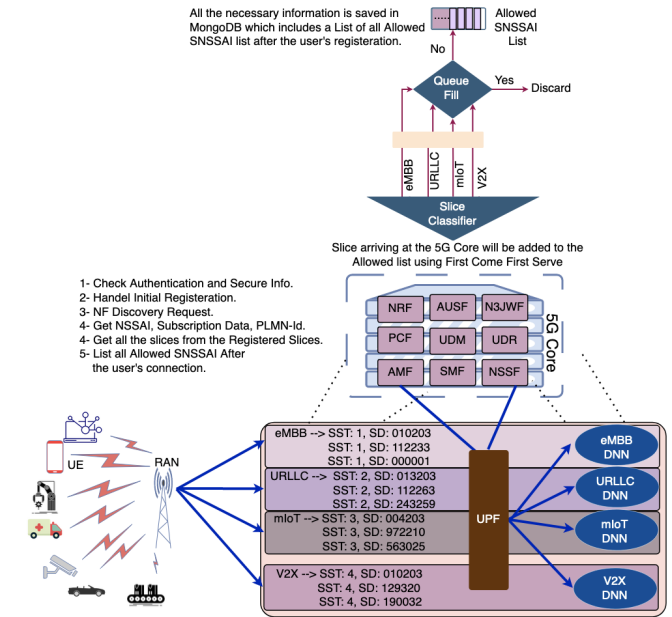 All the necessary information is saved in
MongoDB which includes a List of all Allowed
SNSSAI list after the user's registeration.
Allowed
SNSSAI
List
No
Queue
Fill
Yes
Discard
eMBB
URLLC
mIoT
V2X
Slice
Classifier
Slice arriving at the 5G Core will be added to the
Allowed list using First Come First Serve
1- Check Authentication and Secure Info.
2- Handel Initial Registeration.
3- NF Discovery Request.
4- Get NSSAI, Subscription Data, PLMN-Id.
4- Get all the slices from the Registered Slices.
5- List all Allowed SNSSAI After
the user's connection.
NRF
AUSF
N3JWF
PCF
UDM
UDR
AMF
SMF
NSSF
5G Core
UE
RAN
eMBB --> SST: 1, SD: 010203
SST: 1, SD: 112233
SST: 1, SD: 000001
URLLC --> SST: 2, SD: 013203
SST: 2, SD: 112263
SST: 2, SD: 243259
mIoT --> SST: 3, SD: 004203
SST: 3, SD: 972210
SST: 3, SD: 563025
V2X --> SST: 4, SD: 010203
SST: 4, SD: 129320
SST: 4, SD: 190032
UPF
eMBB
DNN
URLLC
DNN
mIoT
DNN
V2X
DNN